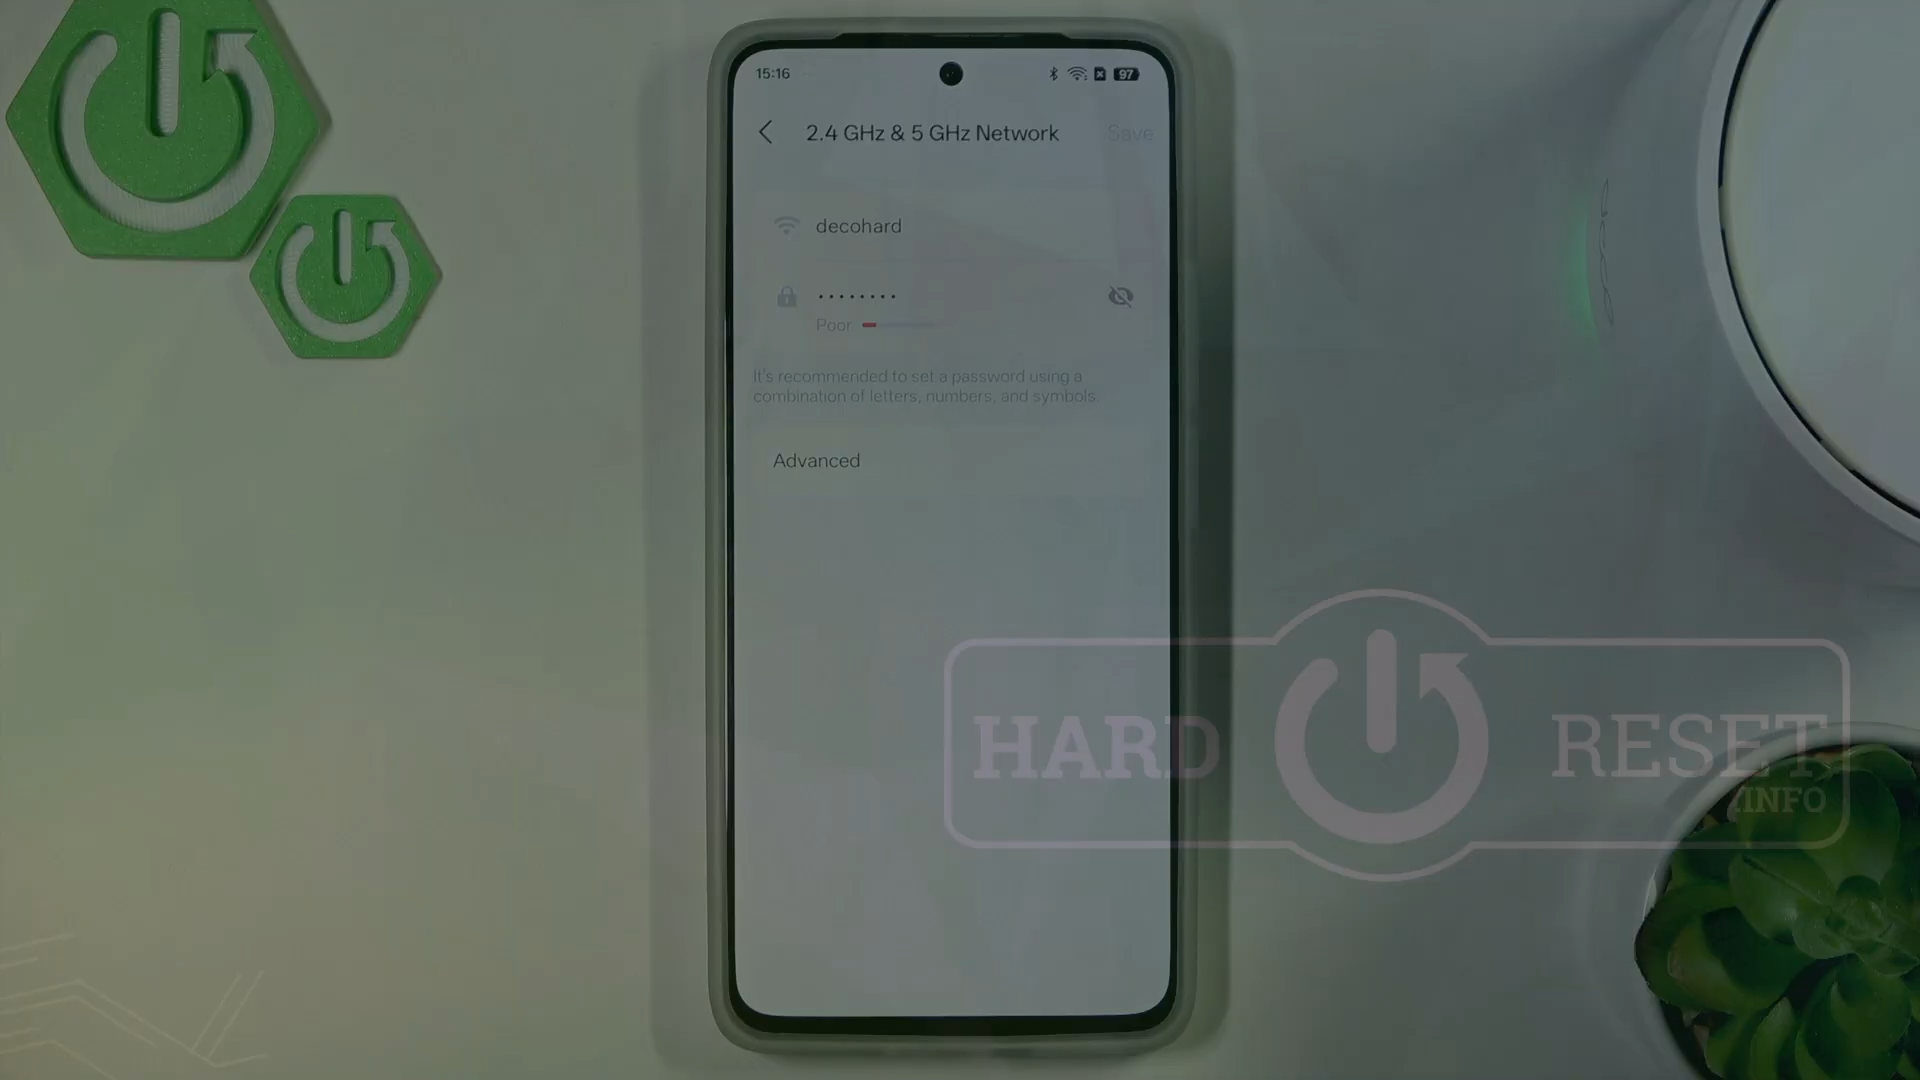 15:16
97
2.4 GHz & 5 GHz Network
Save
decohard
••••••••
Poor
It's recommended to set a password using a
combination of letters, numbers, and symbols.
Advanced
HARD RESET
.INFO
deco